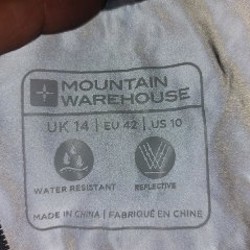 MOUNTAIN
WAREHOUSE
UK 14 | EU 42 | US 10
WATER RESISTANT REFLECTIVE
MADE IN CHINA | FABRIQUÉ EN CHINE